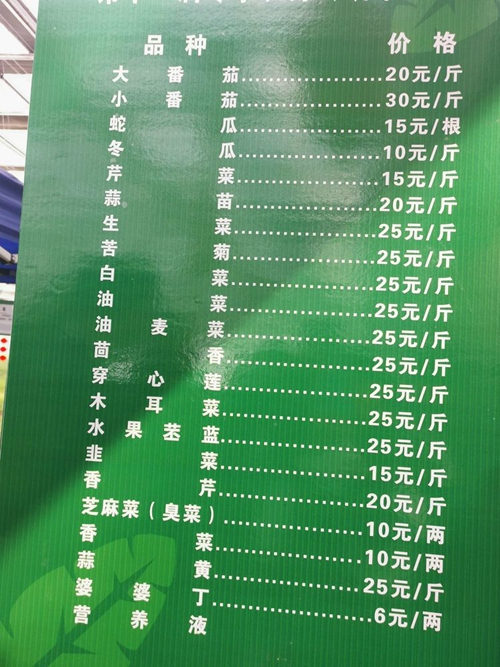 品种 价格
大番茄……………20元/斤
小番茄……………30元/斤
蛇瓜……………15元/根
冬瓜……………10元/斤
芹菜……………15元/斤
蒜苗……………20元/斤
生菜……………25元/斤
苦菊……………25元/斤
白菜……………25元/斤
油菜……………25元/斤
油麦菜……………25元/斤
茴香……………25元/斤
穿心莲……………25元/斤
木耳菜……………25元/斤
水果苤蓝……………25元/斤
韭菜……………15元/斤
香芹……………20元/斤
芝麻菜（臭菜）……………10元/两
香菜……………10元/两
蒜黄……………25元/斤
婆婆丁……………6元/两
营养液